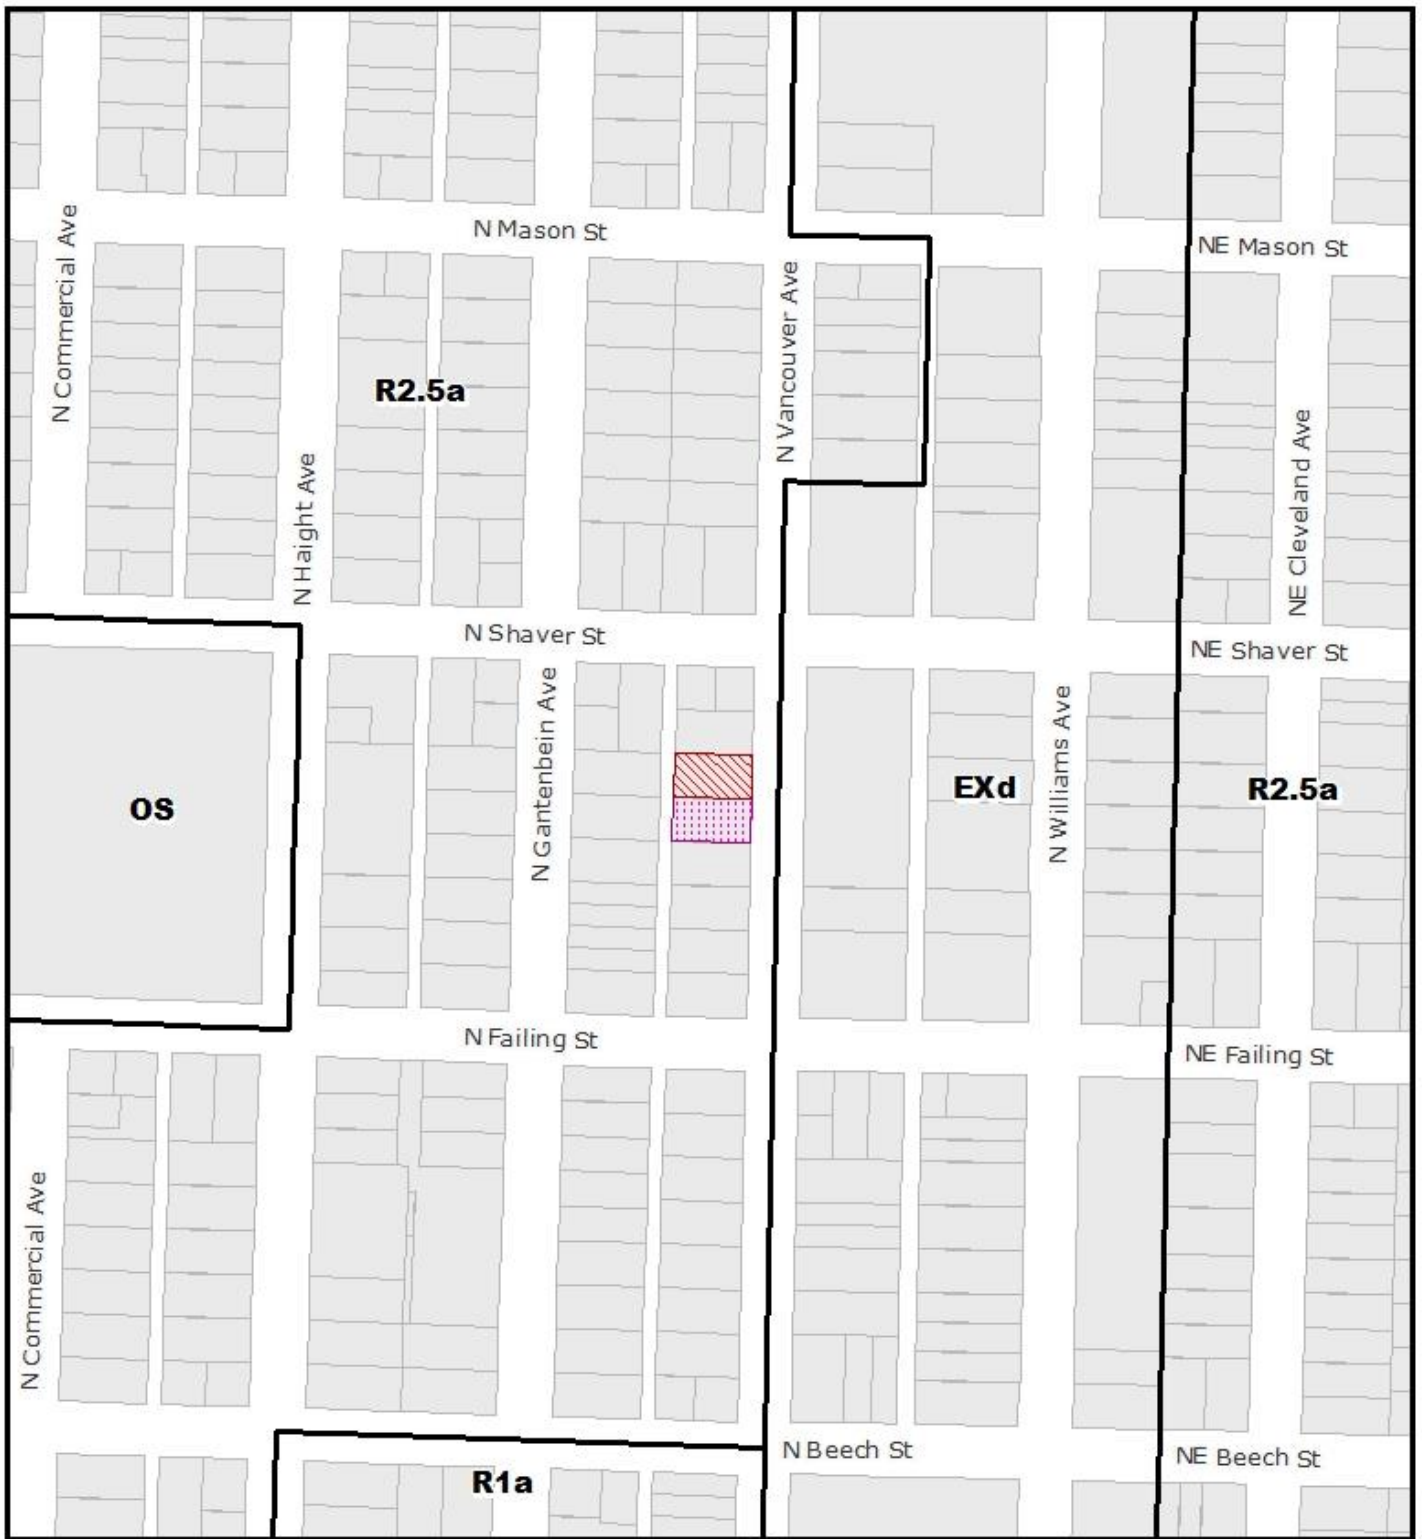 N Mason St
NE Mason St
N Commercial Ave
N Vancouver Ave
R2.5a
N Haight Ave
NE Cleveland Ave
N Shaver St
NE Shaver St
N Gantenbein Ave
N Williams Ave
OS
EXd
R2.5a
N Failing St
NE Failing St
N Commercial Ave
N Beech St
NE Beech St
R1a